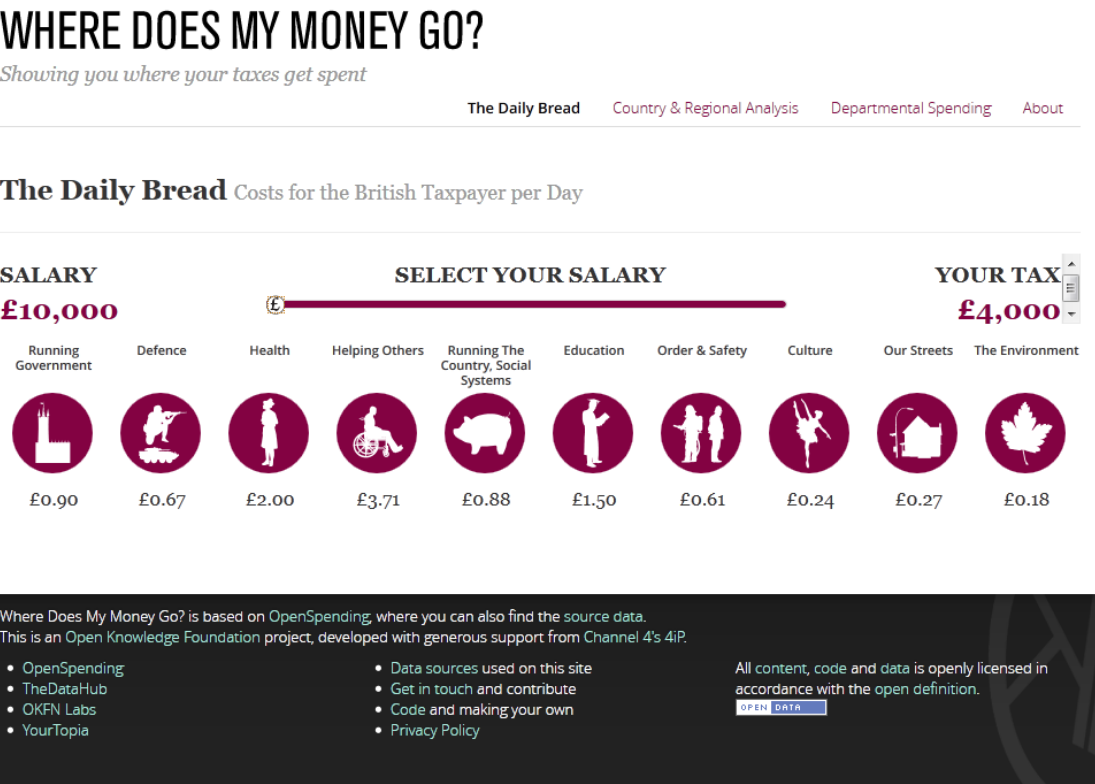 WHERE DOES MY MONEY GO?
Showing you where your taxes get spent
The Daily Bread Country & Regional Analysis Departmental Spending About
The Daily Bread Costs for the British Taxpayer per Day
SALARY SELECT YOUR SALARY YOUR TAX
£10,000 £ £4,000
Running Government Defence Health Helping Others Running The Country, Social Systems Education Order & Safety Culture Our Streets The Environment
£0.90 £0.67 £2.00 £3.71 £0.88 £1.50 £0.61 £0.24 £0.27 £0.18
Where Does My Money Go? is based on OpenSpending, where you can also find the source data.
This is an Open Knowledge Foundation project, developed with generous support from Channel 4's 4iP.
OpenSpending
TheDataHub
OKFN Labs
YourTopia
Data sources used on this site
Get in touch and contribute
Code and making your own
Privacy Policy
All content, code and data is openly licensed in
accordance with the open definition.
OPEN DATA